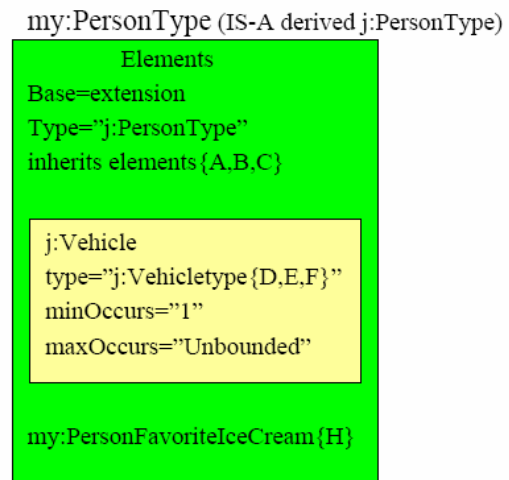 my:PersonType (IS-A derived j:PersonType)
Elements
Base=extension
Type=”j:PersonType”
inherits elements{A,B,C}
j:Vehicle
type=”j:Vehicletype{D,E,F}”
minOccurs=”1”
maxOccurs=”Unbounded”
my:PersonFavoriteIceCream{H}